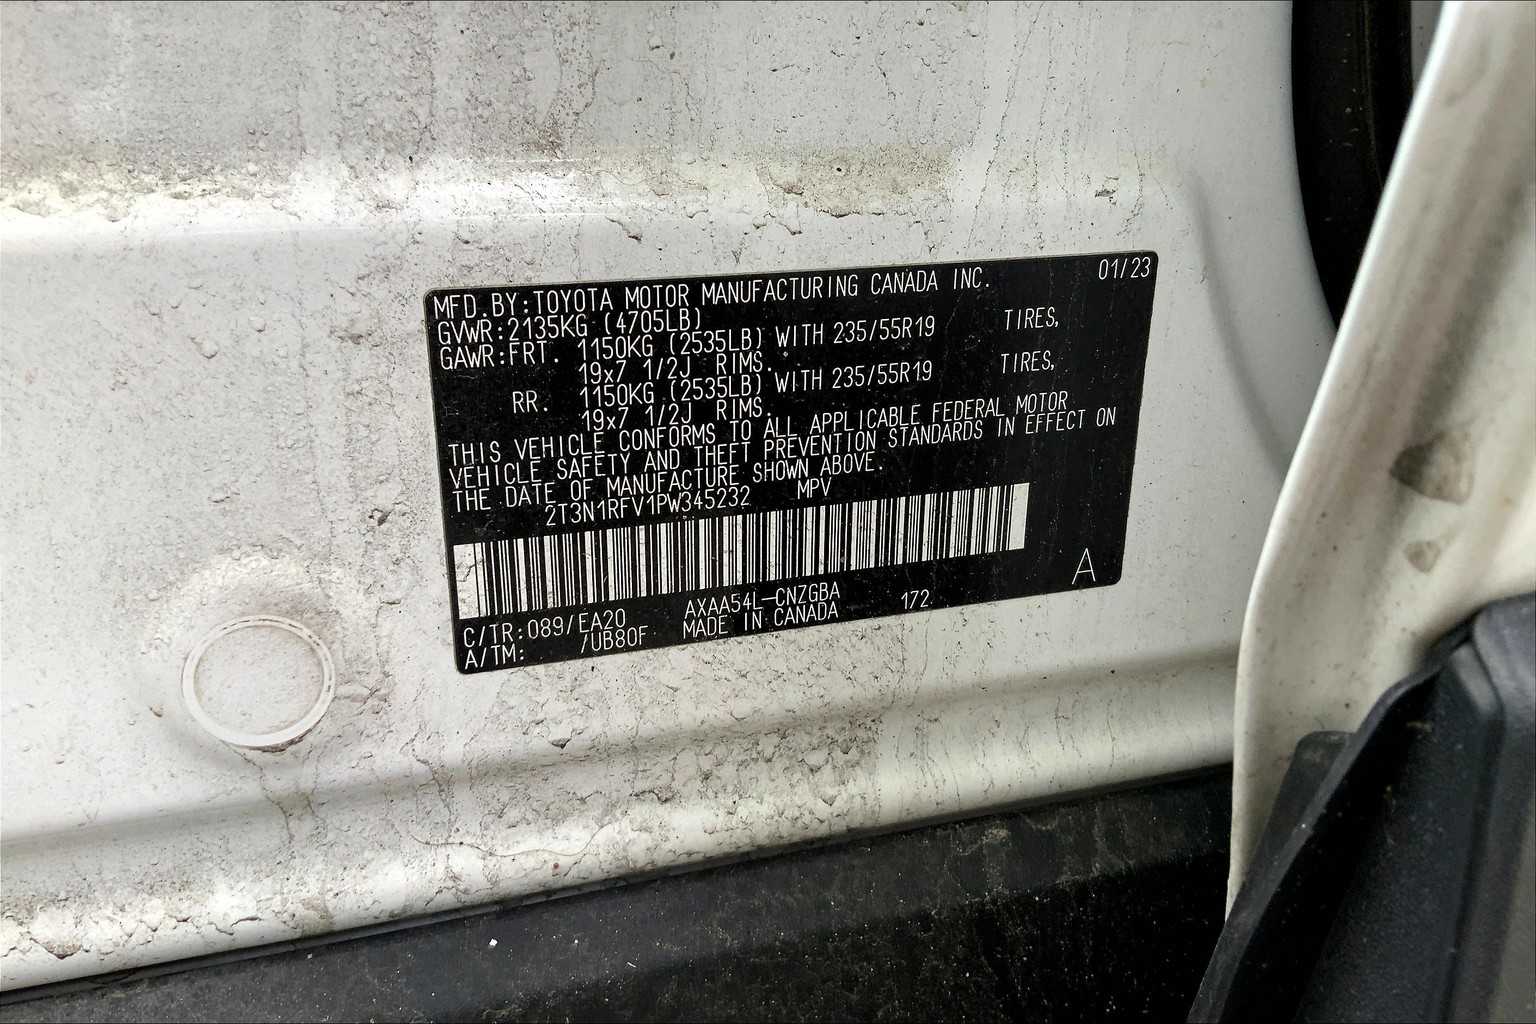 MFD.BY:TOYOTA MOTOR MANUFACTURING CANADA INC. 01/23
GVWR:2135KG (4705LB)
GAWR:FRT. 1150KG (2535LB) WITH 235/55R19 TIRES,
19x7 1/2J RIMS.
RR. 1150KG (2535LB) WITH 235/55R19 TIRES,
19x7 1/2J RIMS.
THIS VEHICLE CONFORMS TO ALL APPLICABLE FEDERAL MOTOR
VEHICLE SAFETY AND THEFT PREVENTION STANDARDS IN EFFECT ON
THE DATE OF MANUFACTURE SHOWN ABOVE.
2T3N1RFV1PW345232 MPV
C/TR:089/EA20 AXAA54L-CNZGBA 172 A
A/TM: /UB80F MADE IN CANADA